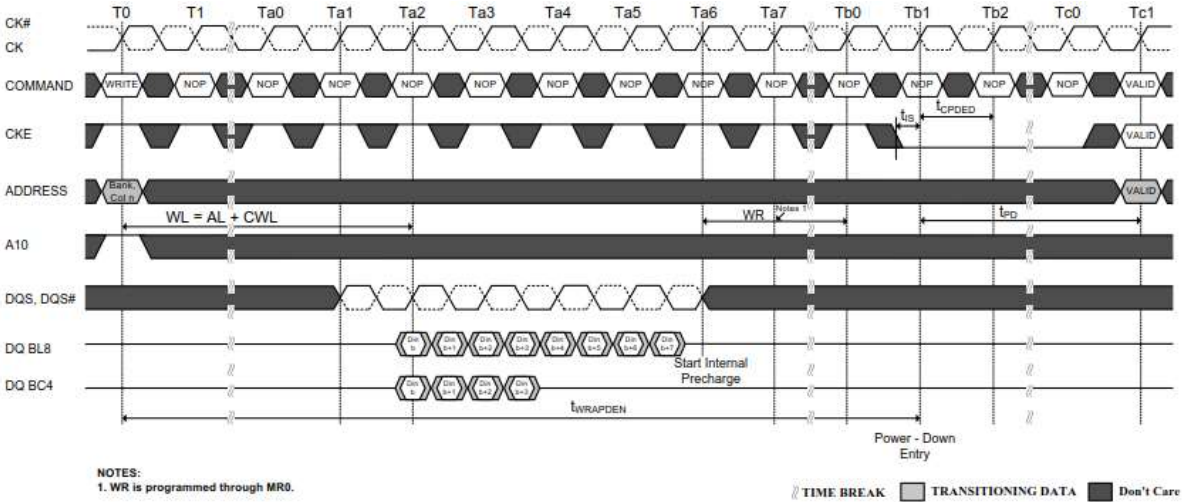 T0 T1 Ta0 Ta1 Ta2 Ta3 Ta4 Ta5 Ta6 Ta7 Tb0 Tb1 Tb2 Tc0 Tc1
CK#
CK
COMMAND WRITE NOP NOP NOP NOP NOP NOP NOP NOP NOP NOP NOP NOP NOP VALID
tIS tCPDED
CKE VALID
ADDRESS Bank, Col n VALID
WL = AL + CWL WR Notes 1 tPD
A10
DQS, DQS#
DQ BL8 Din b Din b+1 Din b+2 Din b+3 Din b+4 Din b+5 Din b+6 Din b+7
Start Internal
Precharge
DQ BC4 Din b Din b+1 Din b+2 Din b+3
tWRAPDEN
Power - Down
Entry
NOTES:
1. WR is programmed through MR0.
TIME BREAK TRANSITIONING DATA Don't Care